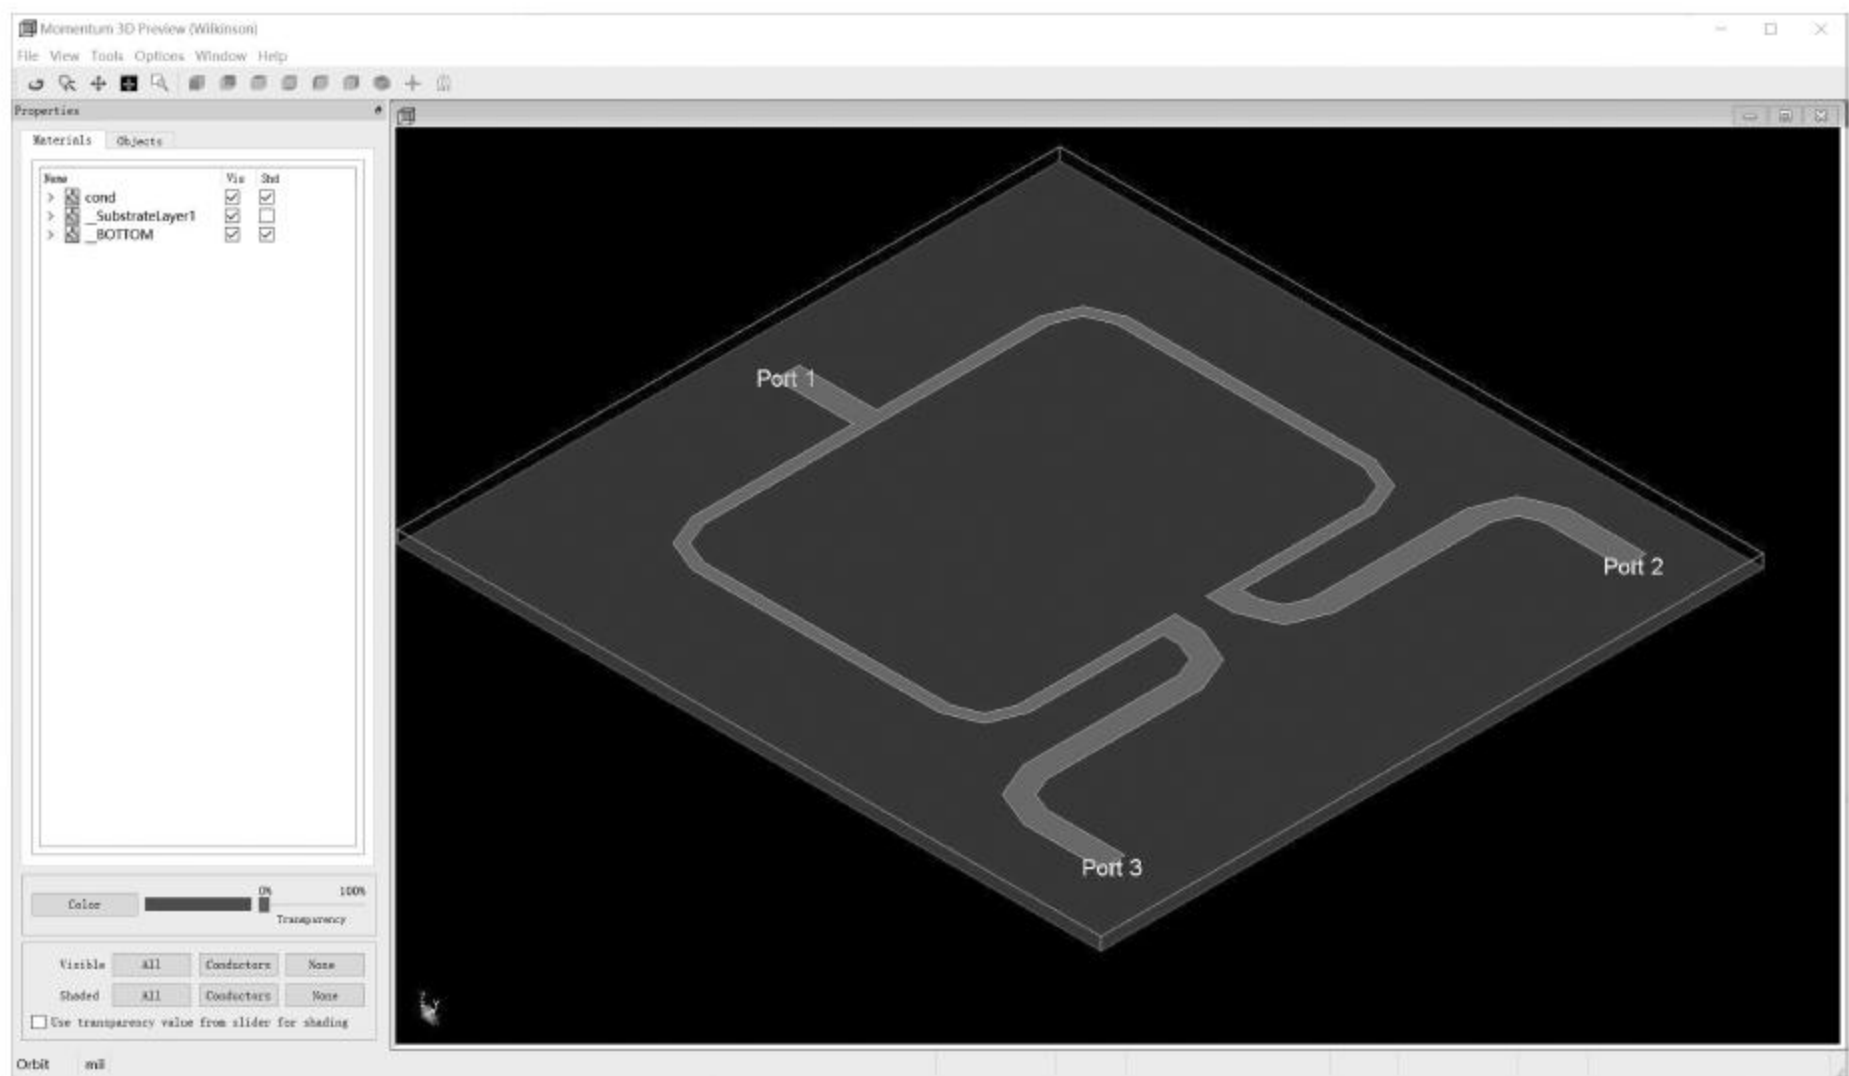 Momentum 3D Preview (Wilkinson)
File View Tools Options Window Help
Properties
Materials Objects
Name Vis Shd
cond
__SubstrateLayer1
__BOTTOM
Port 1
Port 2
Port 3
0% 100%
Color
Transparency
Visible All Conductors None
Shaded All Conductors None
Use transparency value from slider for shading
Orbit mil